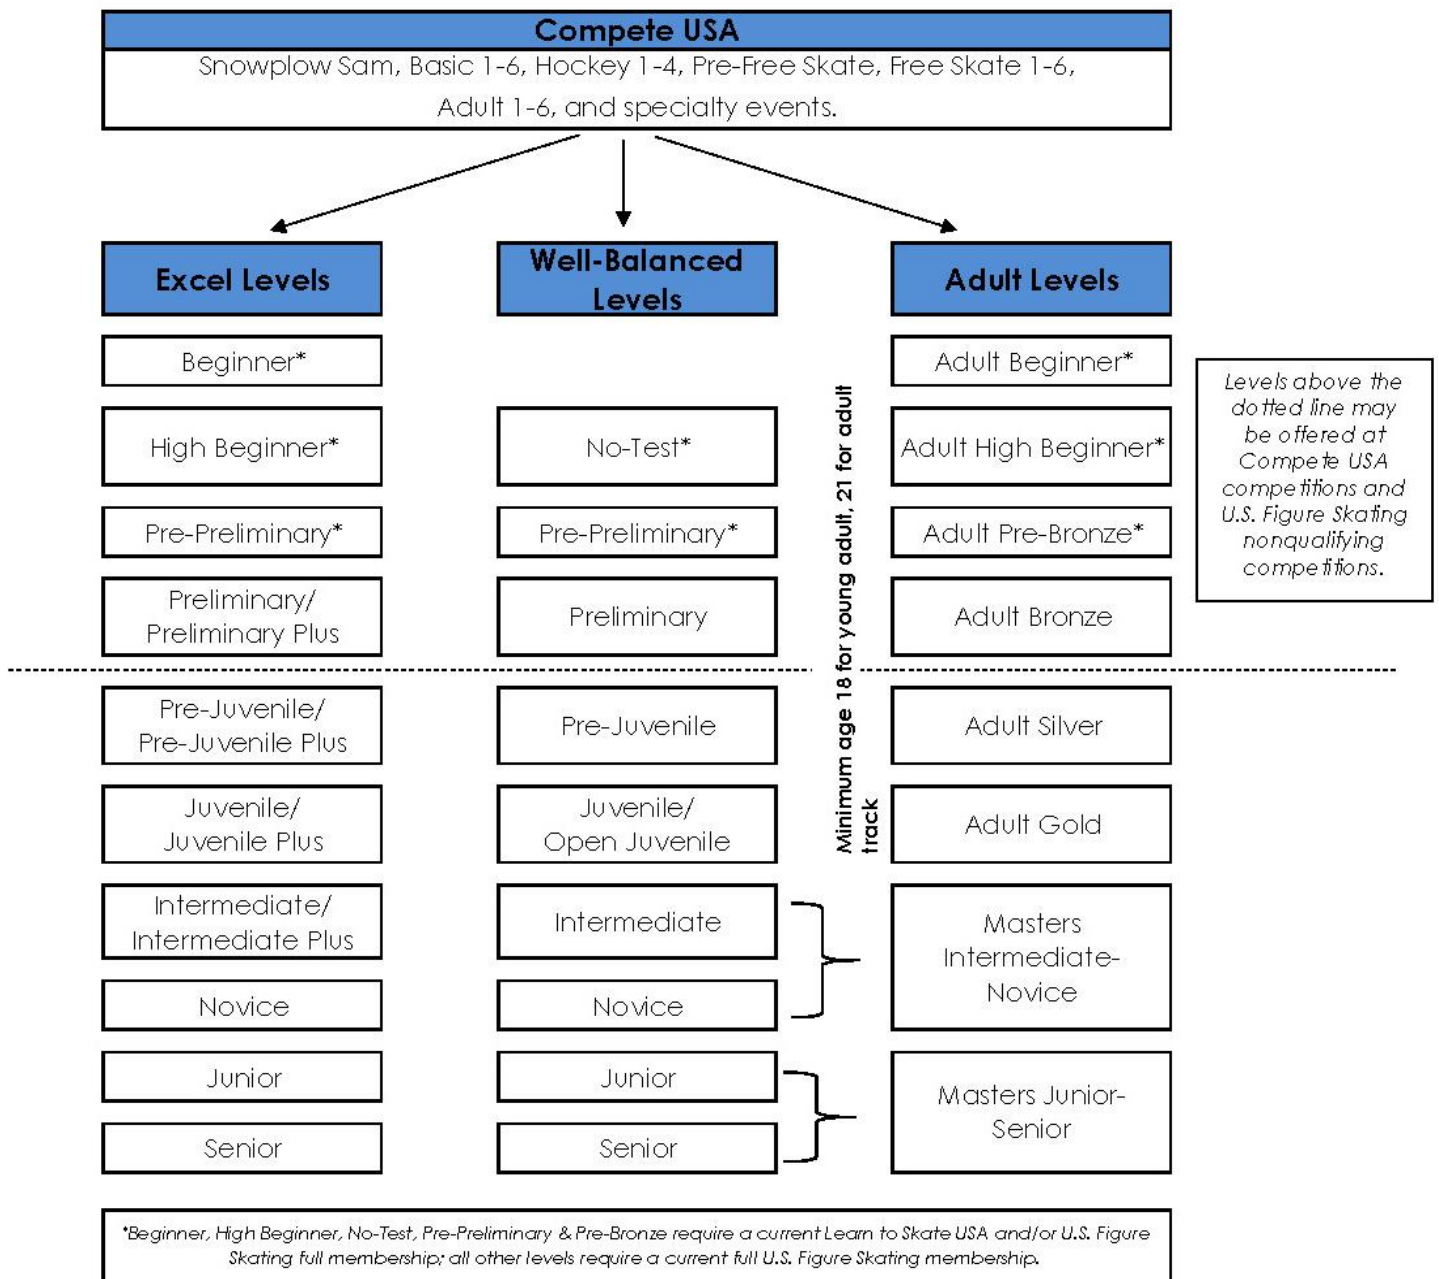 Compete USA
Snowplow Sam, Basic 1-6, Hockey 1-4, Pre-Free Skate, Free Skate 1-6,
Adult 1-6, and specialty events.
Excel Levels
Beginner*
High Beginner*
Pre-Preliminary*
Preliminary/
Preliminary Plus
Pre-Juvenile/
Pre-Juvenile Plus
Juvenile/
Juvenile Plus
Intermediate/
Intermediate Plus
Novice
Junior
Senior
Well-Balanced
Levels
No-Test*
Pre-Preliminary*
Preliminary
Pre-Juvenile
Juvenile/
Open Juvenile
Intermediate
Novice
Junior
Senior
Minimum age 18 for young adult, 21 for adult
track
Adult Levels
Adult Beginner*
Adult High Beginner*
Adult Pre-Bronze*
Adult Bronze
Adult Silver
Adult Gold
Masters
Intermediate-
Novice
Masters Junior-
Senior
Levels above the
dotted line may
be offered at
Compete USA
competitions and
U.S. Figure Skating
nonqualifying
competitions.
*Beginner, High Beginner, No-Test, Pre-Preliminary & Pre-Bronze require a current Learn to Skate USA and/or U.S. Figure
Skating full membership; all other levels require a current full U.S. Figure Skating membership.